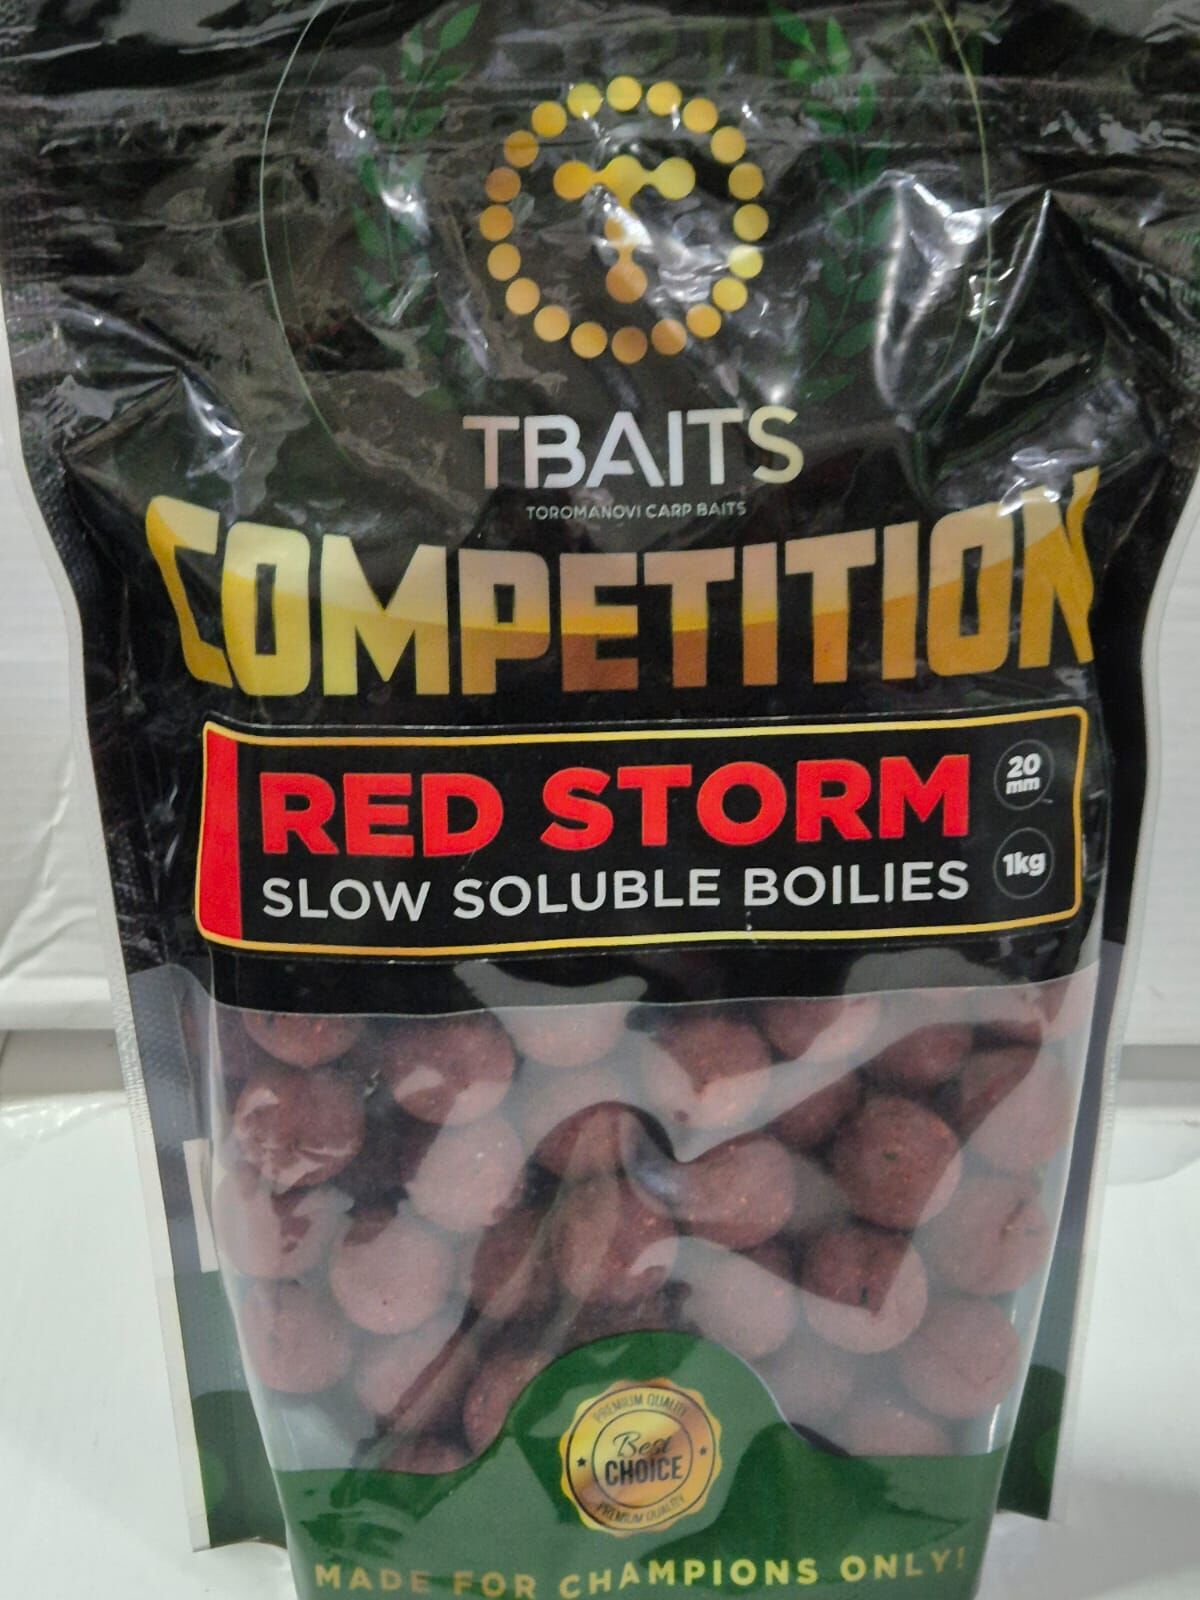 T
TBAITS
TOROMANOVI CARP BAITS
COMPETITION
RED STORM
SLOW SOLUBLE BOILIES
20
mm
1kg
PREMIUM QUALITY
Best
CHOICE
PREMIUM QUALITY
MADE FOR CHAMPIONS ONLY!